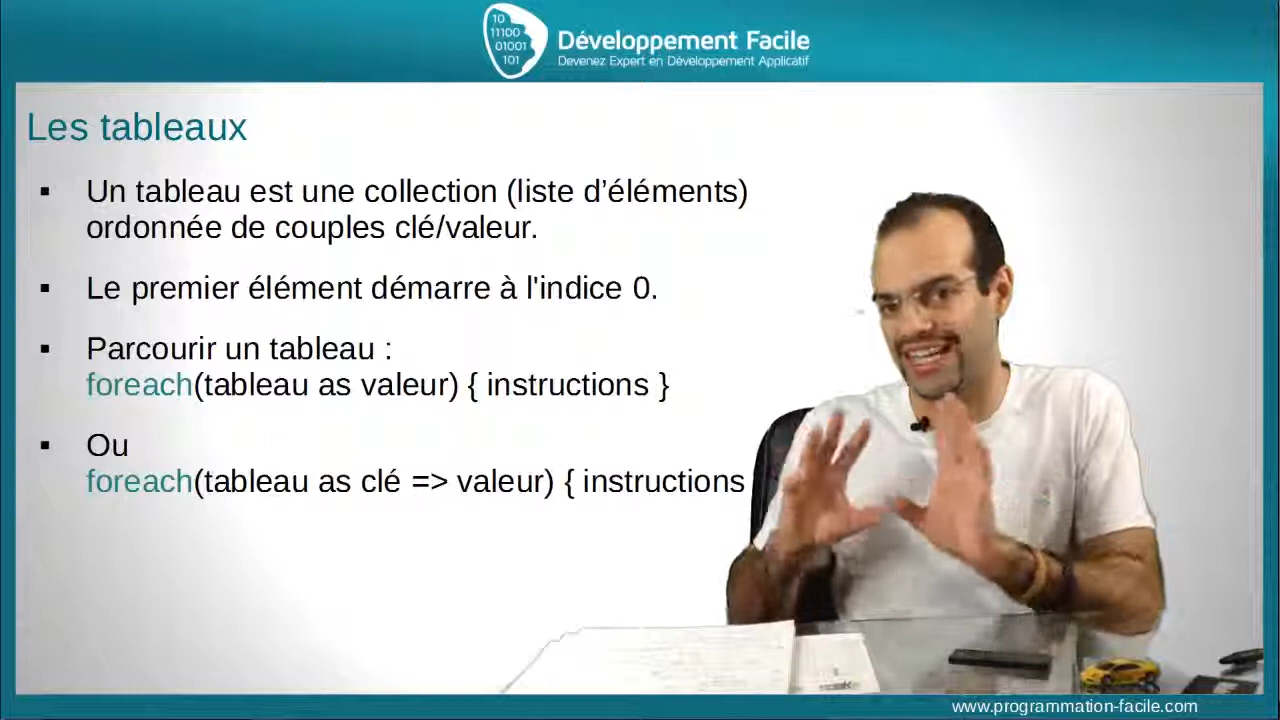 10
11100
01001
101
Développement Facile
Devenez Expert en Développement Applicatif
Les tableaux
Un tableau est une collection (liste d’éléments)
ordonnée de couples clé/valeur.
Le premier élément démarre à l'indice 0.
Parcourir un tableau :
foreach(tableau as valeur) { instructions }
Ou
foreach(tableau as clé => valeur) { instructions
www.programmation-facile.com